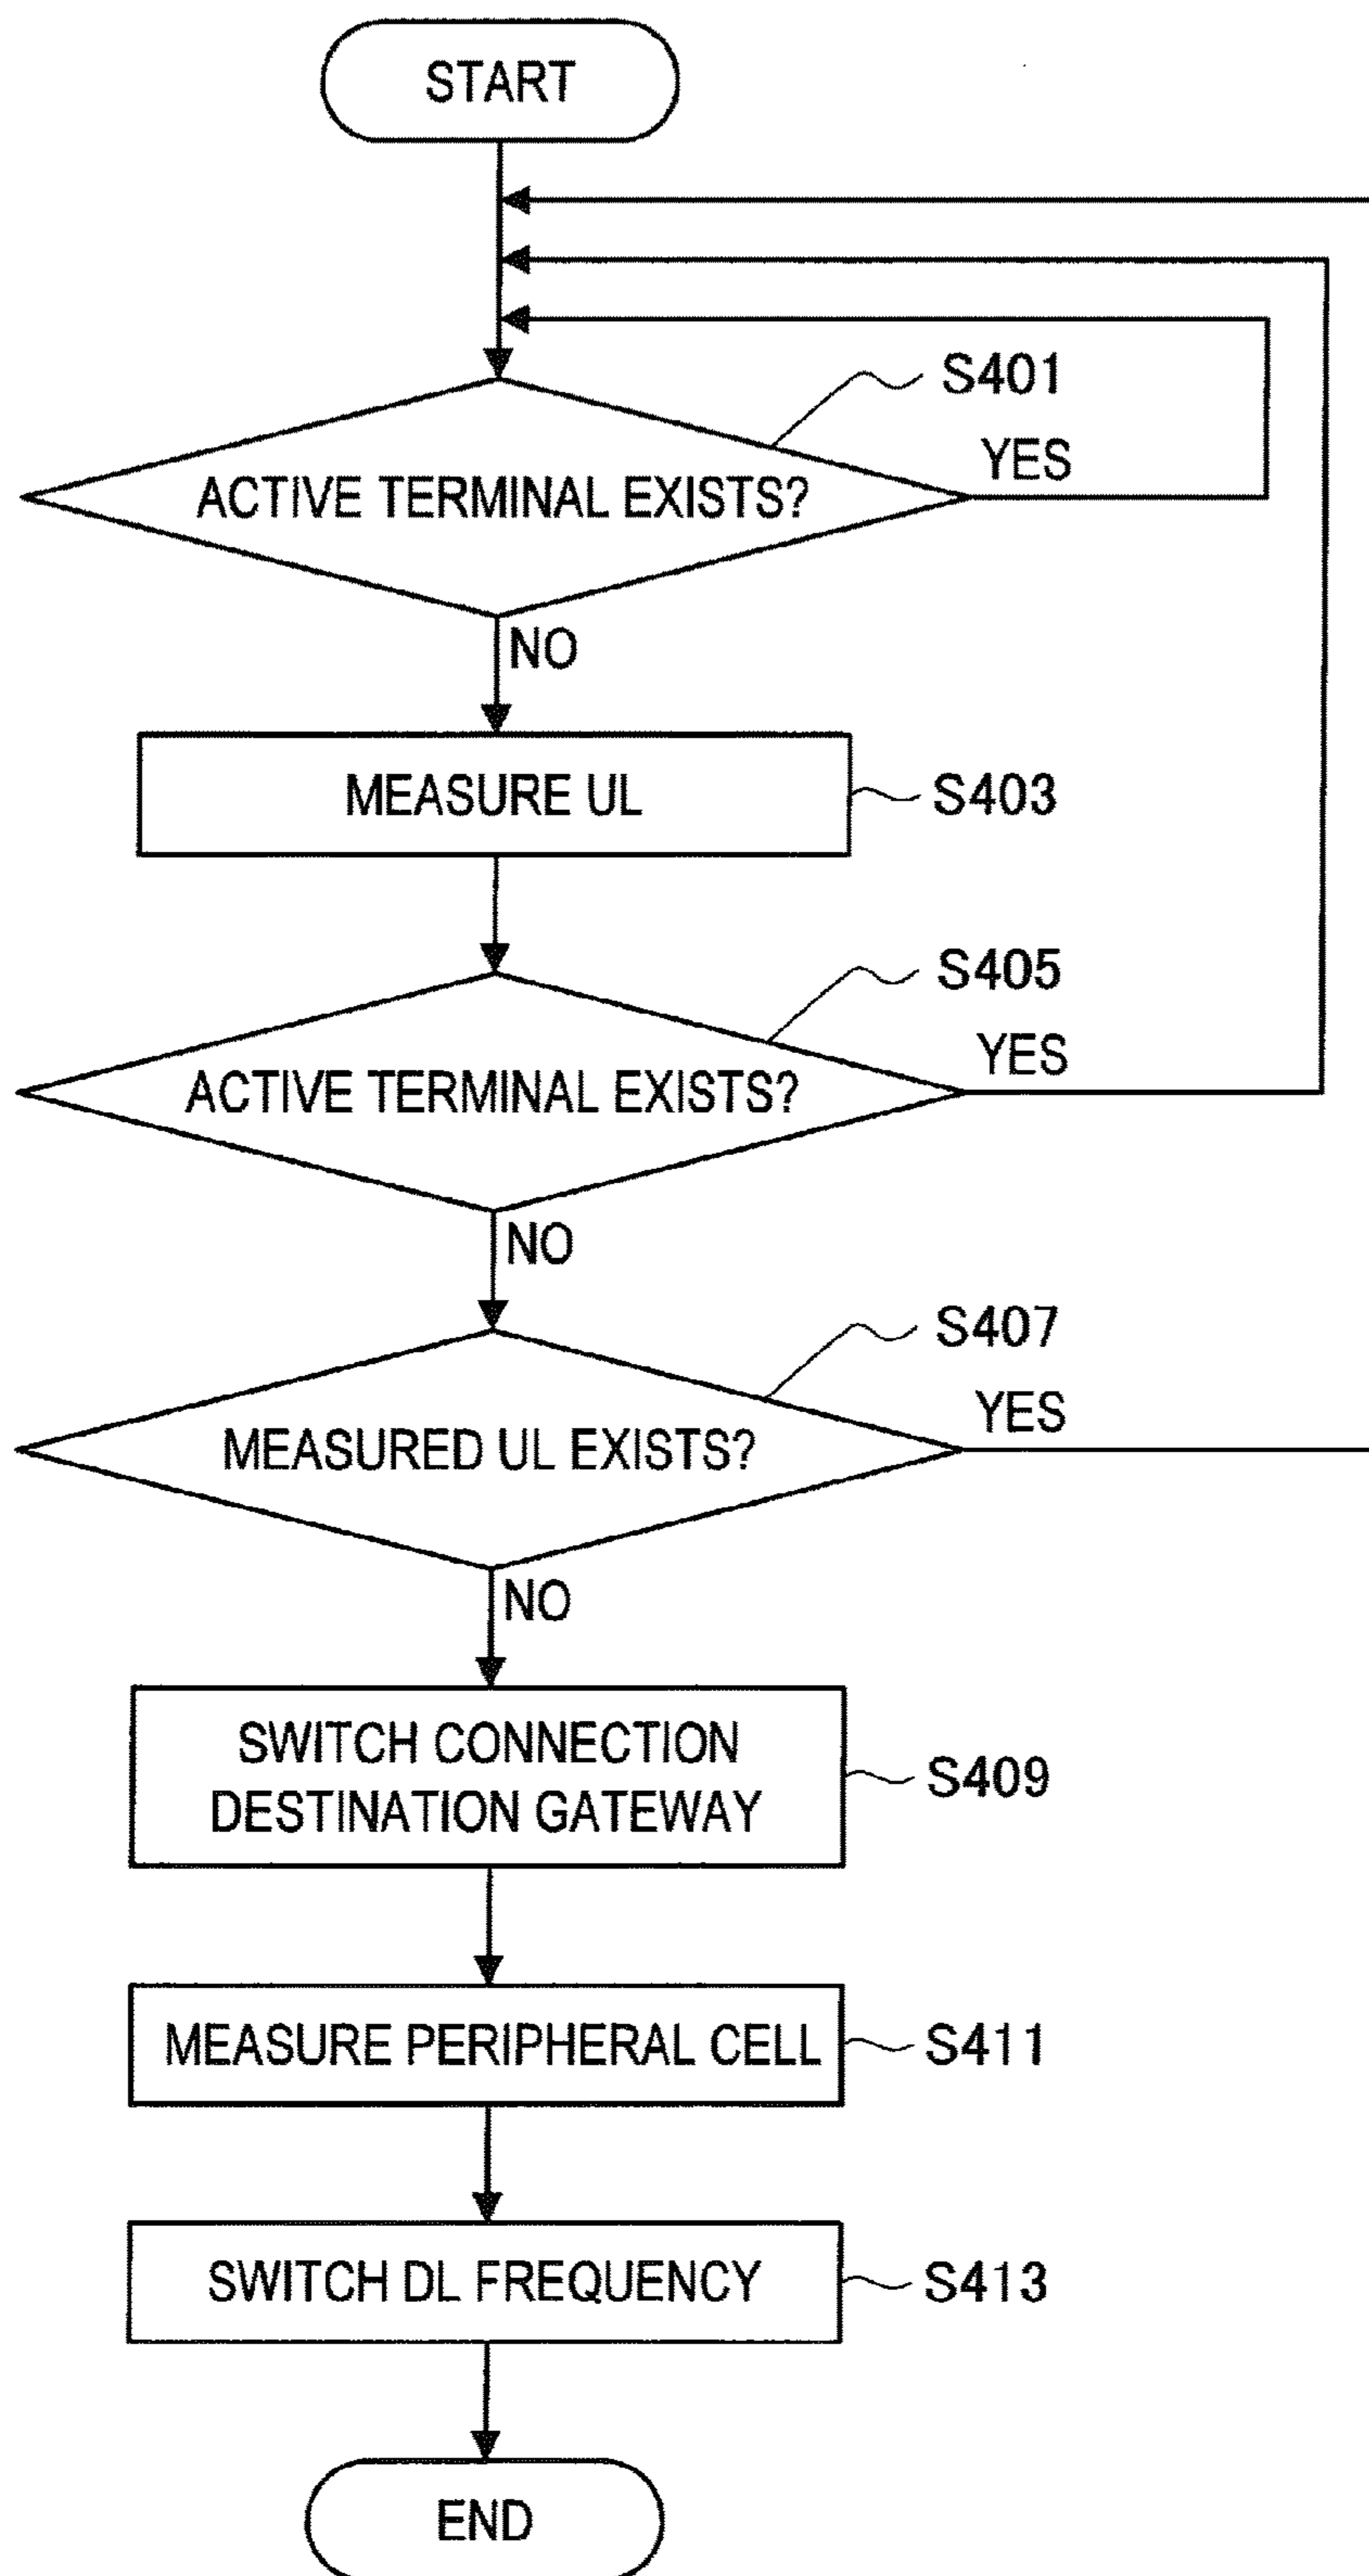 START
S401
YES
ACTIVE TERMINAL EXISTS?
NO
MEASURE UL
S403
S405
YES
ACTIVE TERMINAL EXISTS?
NO
S407
YES
MEASURED UL EXISTS?
NO
SWITCH CONNECTION
DESTINATION GATEWAY
S409
MEASURE PERIPHERAL CELL
S411
SWITCH DL FREQUENCY
S413
END